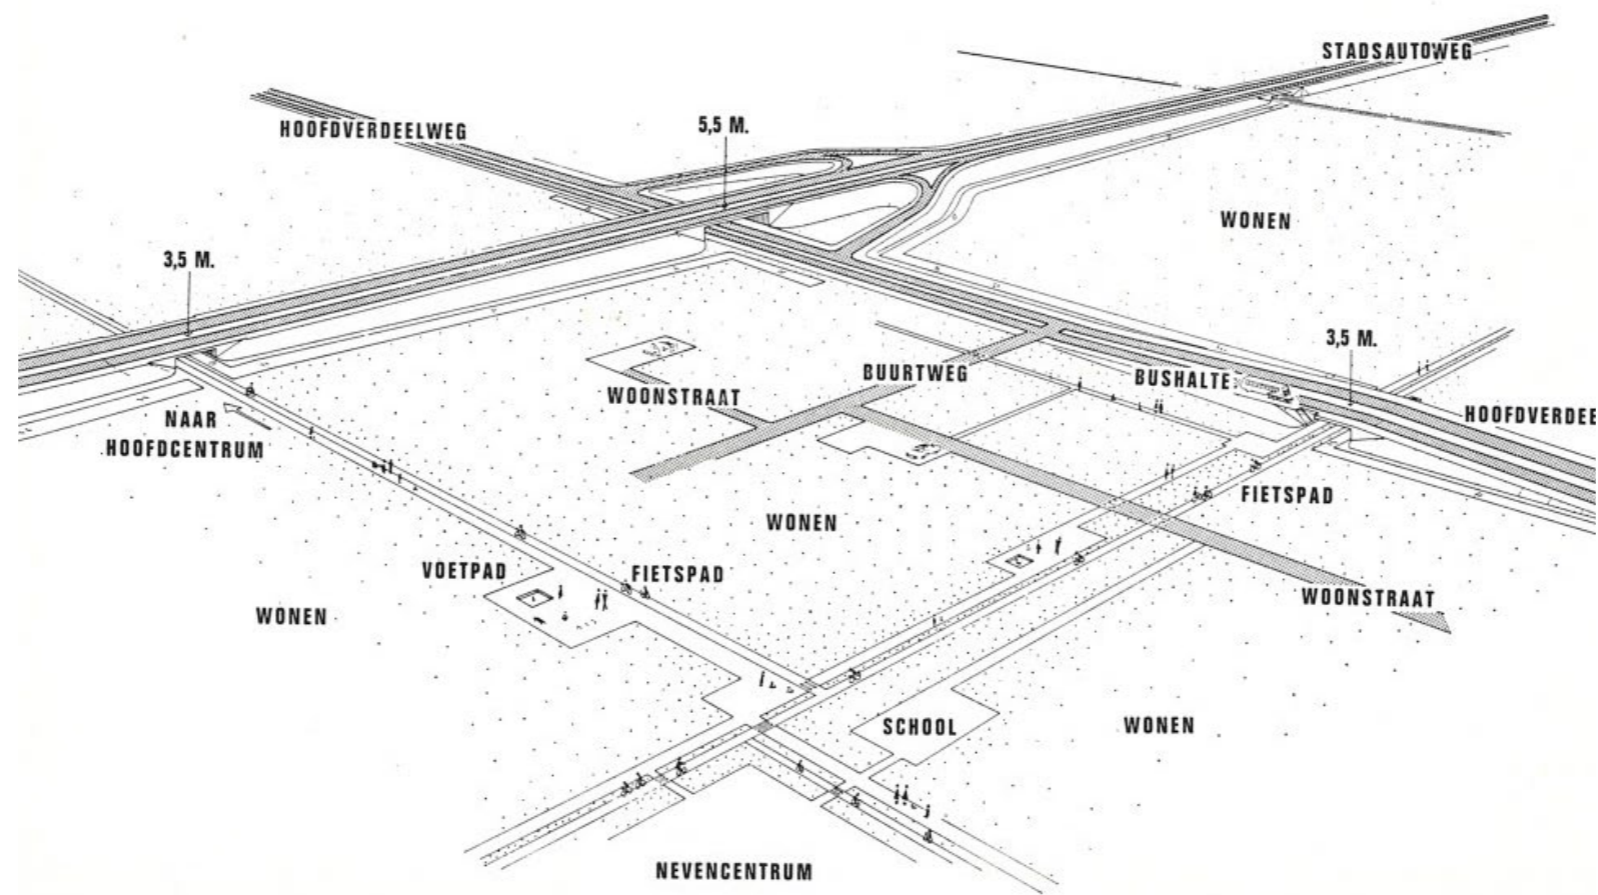 STADSAUTOWEG
HOOFDVERDEELWEG
5,5 M.
WONEN
3,5 M.
3,5 M.
BUURTWEG
BUSHALTE
WOONSTRAAT
HOOFDVERDEE
NAAR
HOOFDCENTRUM
FIETSPAD
WONEN
VOETPAD
FIETSPAD
WOONSTRAAT
WONEN
SCHOOL
WONEN
NEVENCENTRUM